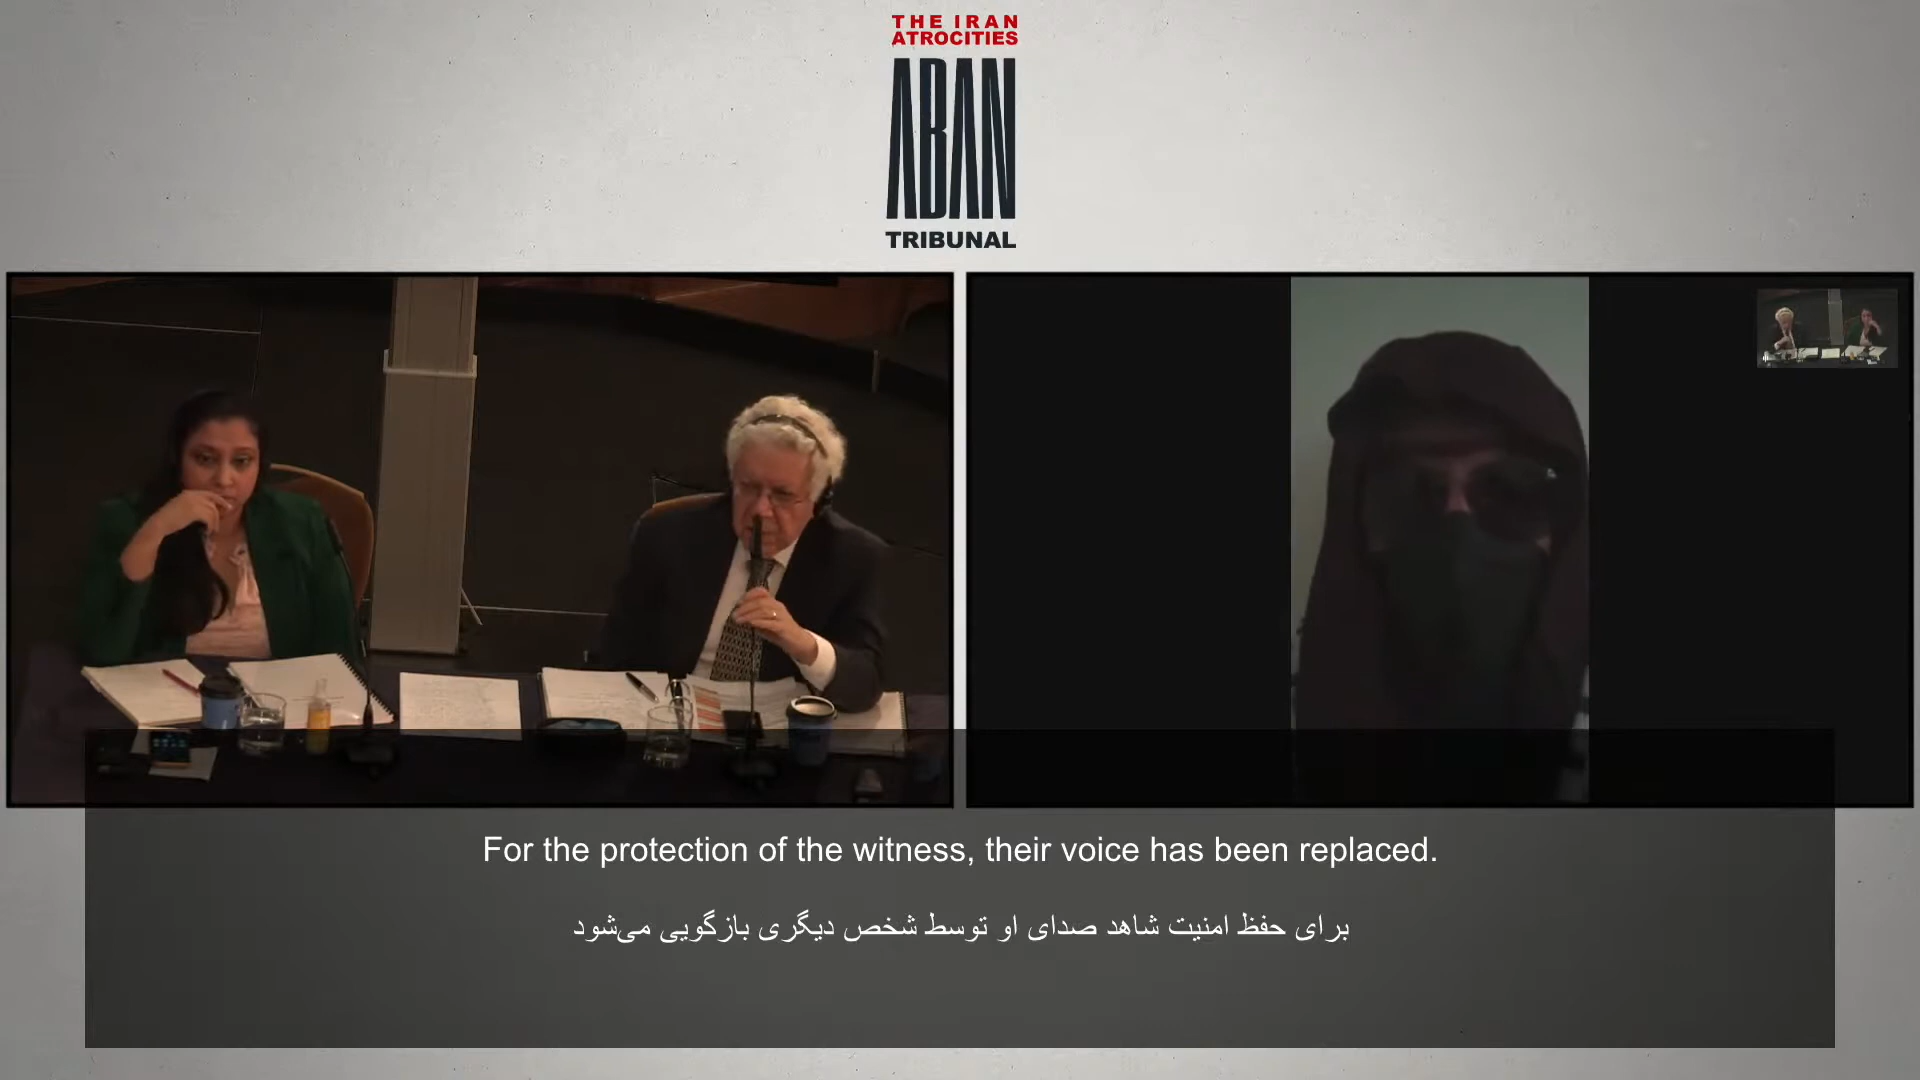 THE IRAN
ATROCITIES
ABAN
TRIBUNAL
For the protection of the witness, their voice has been replaced.
برای حفظ امنیت شاهد صدای او توسط شخص دیگری بازگویی می‌شود